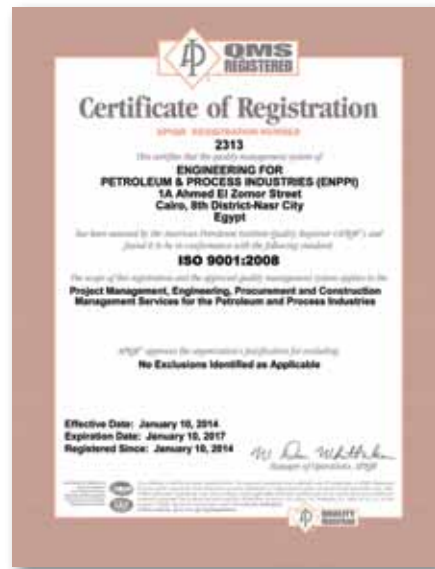 API
QMS
REGISTERED
Certificate of Registration
APIQR® REGISTRATION NUMBER
2313
This certifies that the quality management system of
ENGINEERING FOR
PETROLEUM & PROCESS INDUSTRIES (ENPPI)
1A Ahmed El Zomor Street
Cairo, 8th District-Nasr City
Egypt
has been assessed by the American Petroleum Institute Quality Registrar (APIQR®) and
found it to be in conformance with the following standard:
ISO 9001:2008
The scope of this registration and the approved quality management system applies to the
Project Management, Engineering, Procurement and Construction
Management Services for the Petroleum and Process Industries
APIQR® approves the organization's justification for excluding:
No Exclusions Identified as Applicable
Effective Date: January 10, 2014
Expiration Date: January 10, 2017
Registered Since: January 10, 2014
Manager of Operations, APIQR
API
QUALITY
REGISTRAR